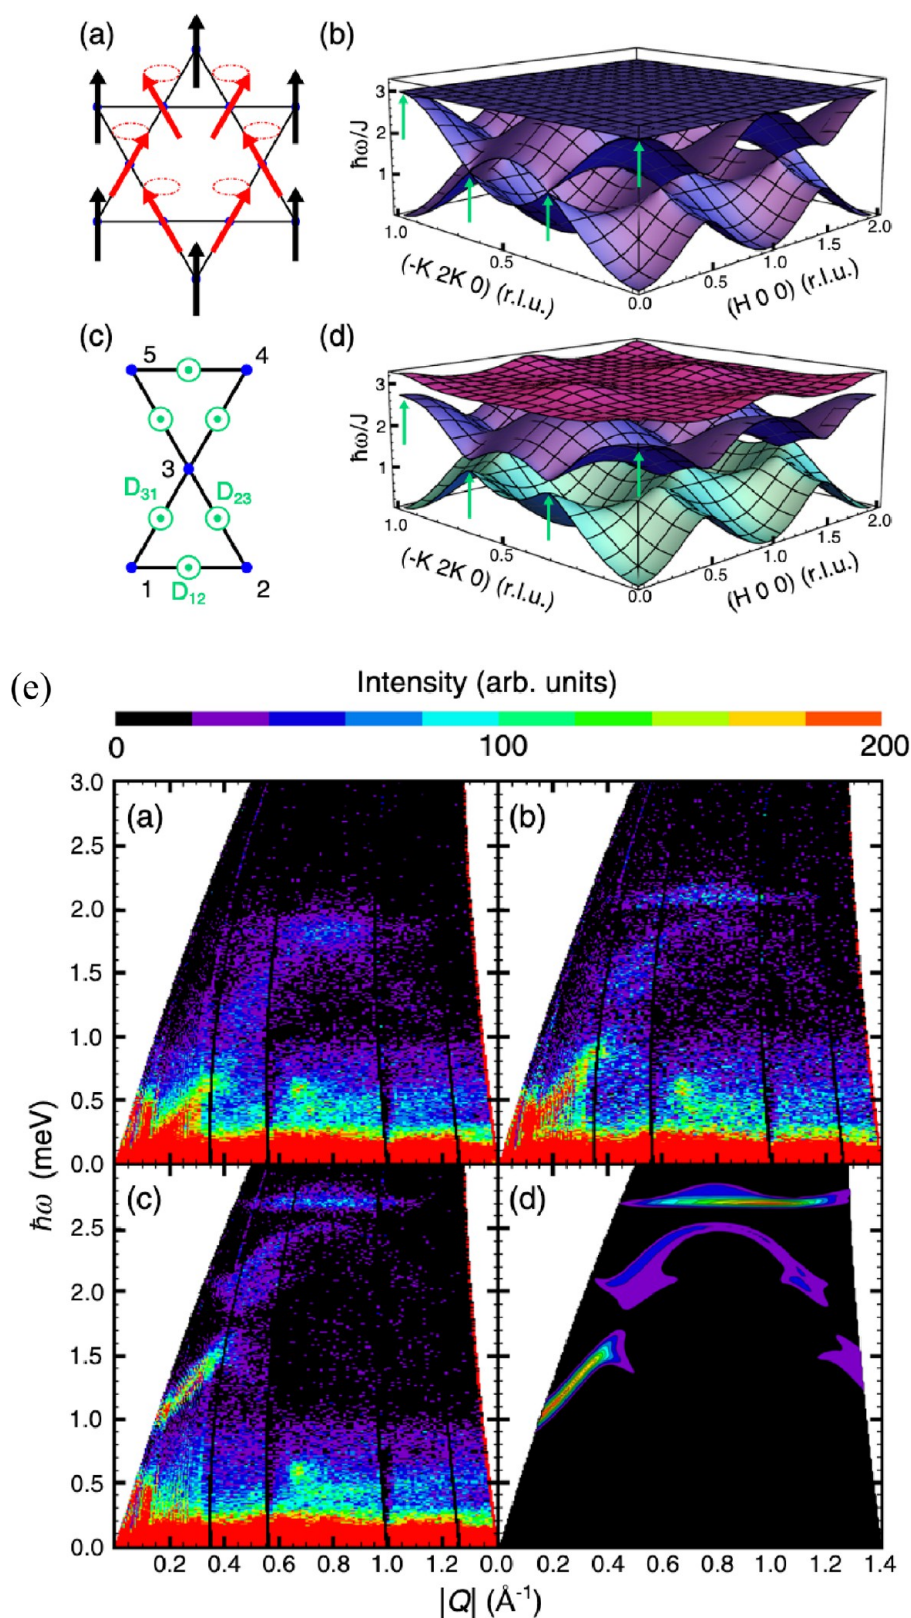 (a)
(b)
ħω/J
3
2
1
1.0
0.5
0.0
0.5
1.0
1.5
2.0
(-K 2K 0) (r.l.u.)
(H 0 0) (r.l.u.)
(c)
5
4
3
D31
D23
1
D12
2
(d)
ħω/J
3
2
1
1.0
0.5
0.0
0.5
1.0
1.5
2.0
(-K 2K 0) (r.l.u.)
(H 0 0) (r.l.u.)
(e)
Intensity (arb. units)
0 100 200
3.0
2.5
2.0
1.5
1.0
0.5
0.0
(a)
(b)
2.5
2.0
1.5
1.0
0.5
0.0
(c)
(d)
ħω (meV)
0.2 0.4 0.6 0.8 1.0 1.2 0.0 0.2 0.4 0.6 0.8 1.0 1.2 1.4
|Q| (Å-1)